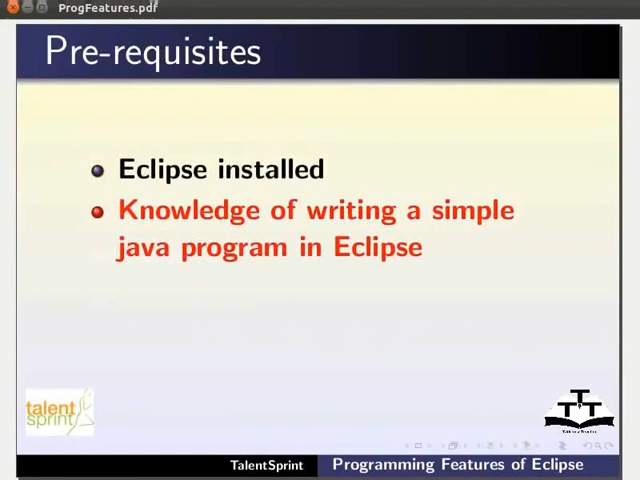 ProgFeatures.pdf
Pre-requisites
Eclipse installed
Knowledge of writing a simple
java program in Eclipse
talent
sprint
TTT
TalentSprint
Programming Features of Eclipse